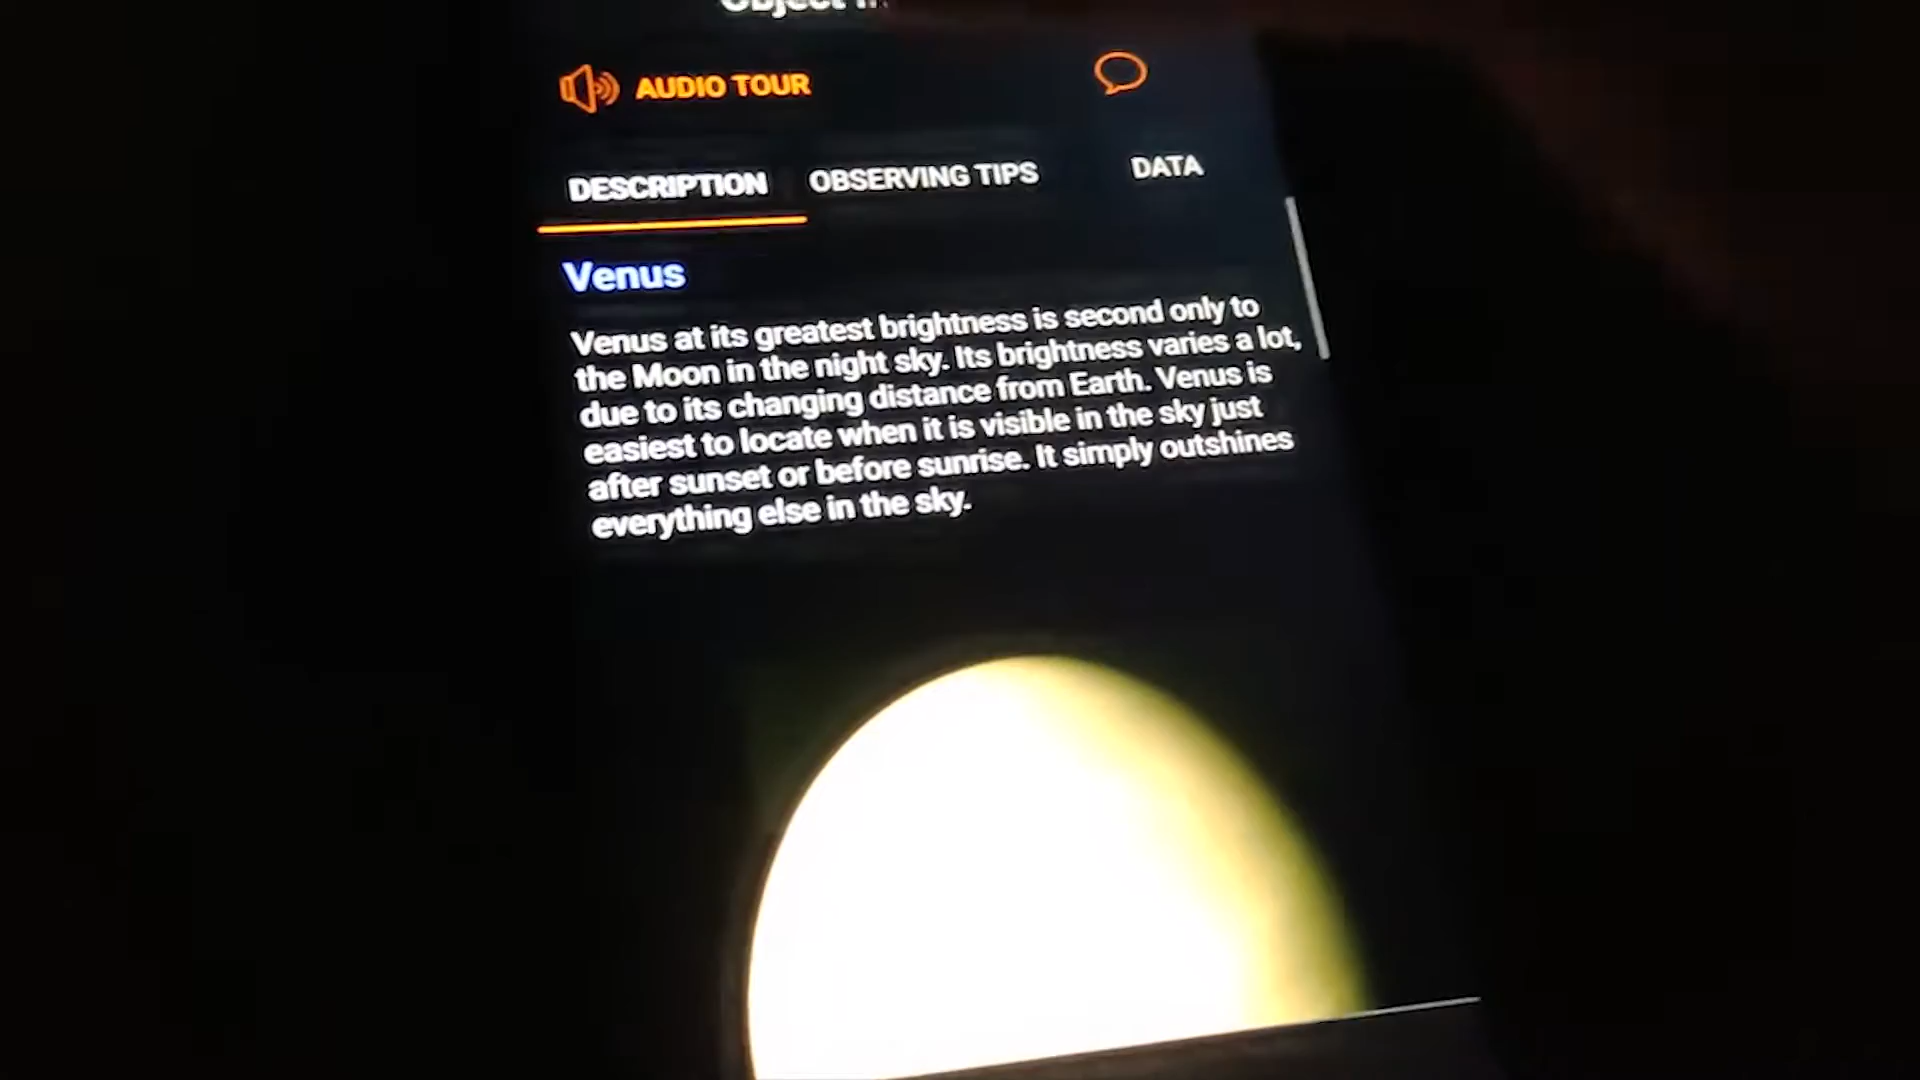 Object
AUDIO TOUR
DESCRIPTION OBSERVING TIPS DATA
Venus
Venus at its greatest brightness is second only to
the Moon in the night sky. Its brightness varies a lot,
due to its changing distance from Earth. Venus is
easiest to locate when it is visible in the sky just
after sunset or before sunrise. It simply outshines
everything else in the sky.